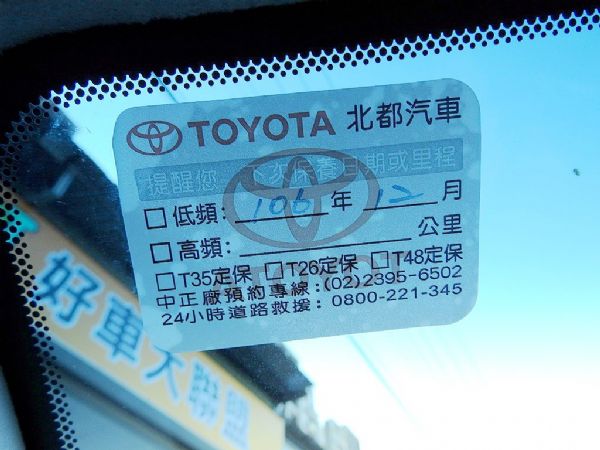 TOYOTA 北都汽車
提醒您 下次保養日期或里程
□低頻: 106 年 12 月
□高頻: 公里
□T35定保 □T26定保 □T48定保
中正廠預約專線:(02)2395-6502
24小時道路救援: 0800-221-345
好車大聯盟